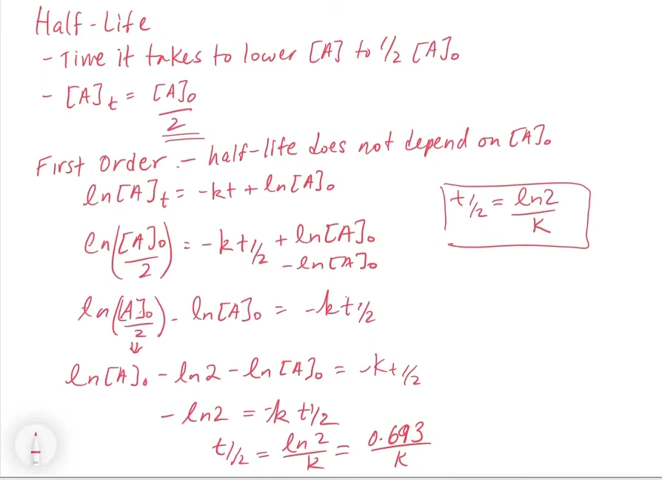 Half-Life
- Time it takes to lower [A] to 1/2 [A]₀
- [A]t = [A]₀/2
First Order - half-life does not depend on [A]₀
ln[A]t = -kt + ln[A]₀
t1/2 = ln2/k
ln([A]₀/2) = -kt1/2 + ln[A]₀
-ln[A]₀
ln([A]₀/2) - ln[A]₀ = -kt1/2
ln[A]₀ - ln2 - ln[A]₀ = -kt1/2
- ln2 = -k t1/2
t1/2 = ln2/k = 0.693/k